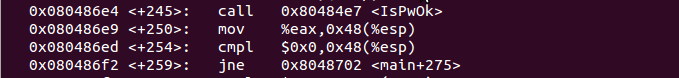 0x080486e4 <+245>: call 0x80484e7 <IsPwOk>
0x080486e9 <+250>: mov %eax,0x48(%esp)
0x080486ed <+254>: cmpl $0x0,0x48(%esp)
0x080486f2 <+259>: jne 0x8048702 <main+275>